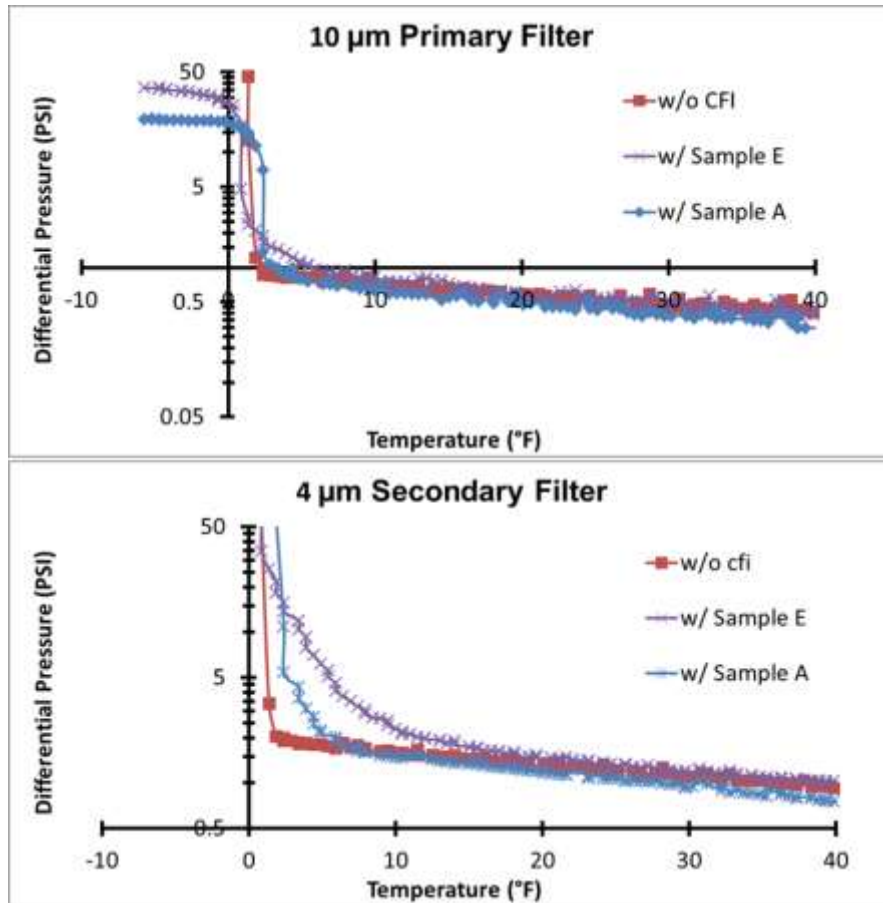 10 µm Primary Filter
50
5
0.5
0.05
Differential Pressure (PSI)
w/o CFI
w/ Sample E
w/ Sample A
-10
0
10
20
30
40
Temperature (°F)
4 µm Secondary Filter
50
5
0.5
Differential Pressure (PSI)
w/o cfi
w/ Sample E
w/ Sample A
-10
0
10
20
30
40
Temperature (°F)